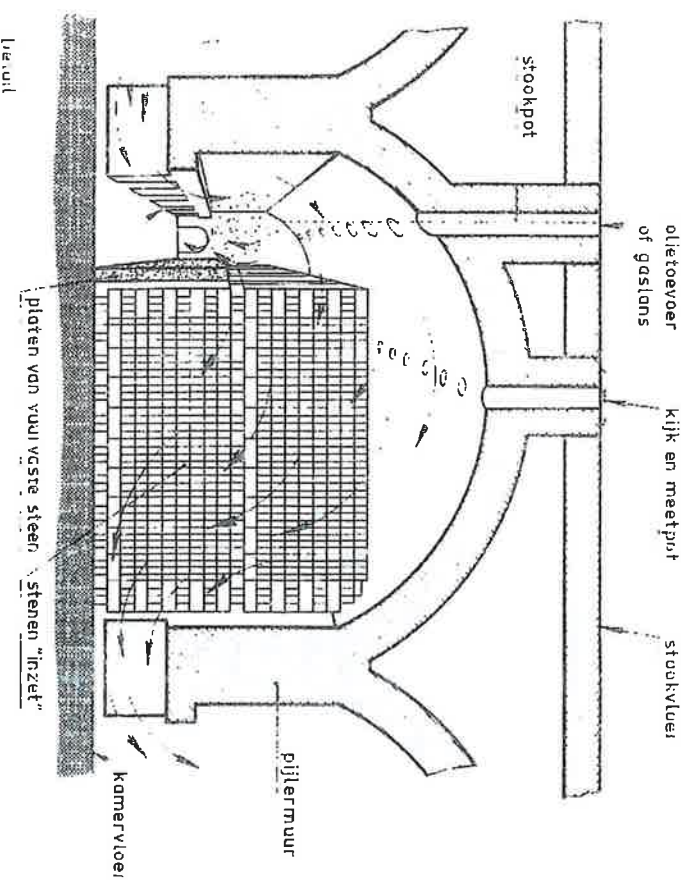 stookpot
olietoevoer
of gaslans
kijk en meetpot
stookvloer
pijlermuur
kamervloer
platen van vuurvaste steen
stenen "inzet"